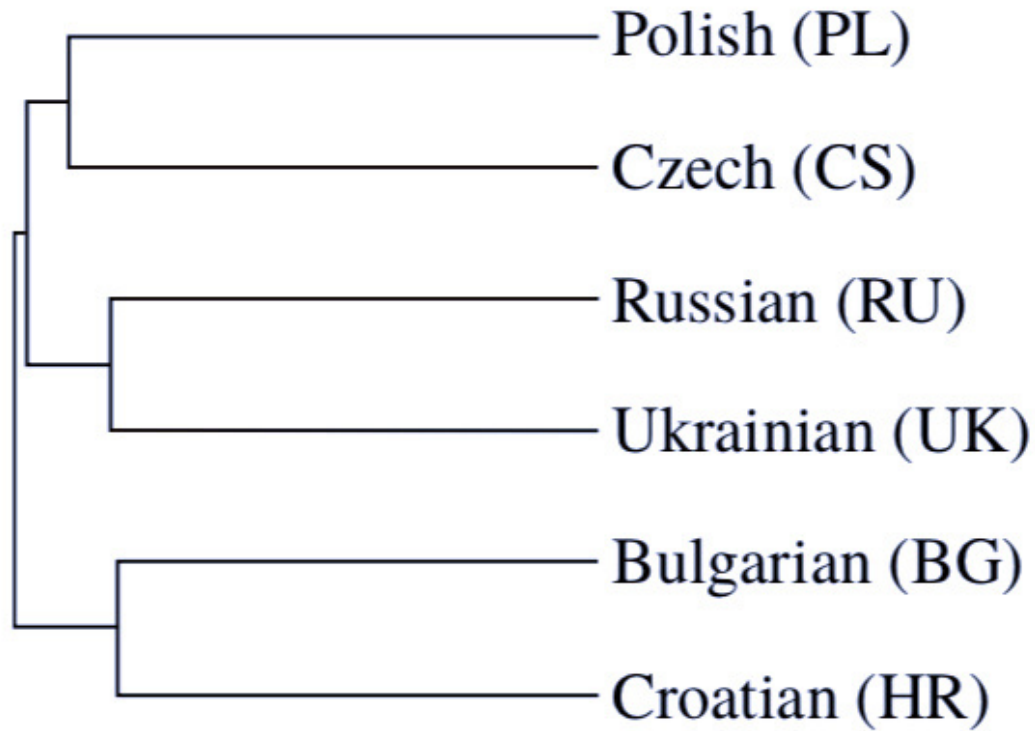 Polish (PL)
Czech (CS)
Russian (RU)
Ukrainian (UK)
Bulgarian (BG)
Croatian (HR)